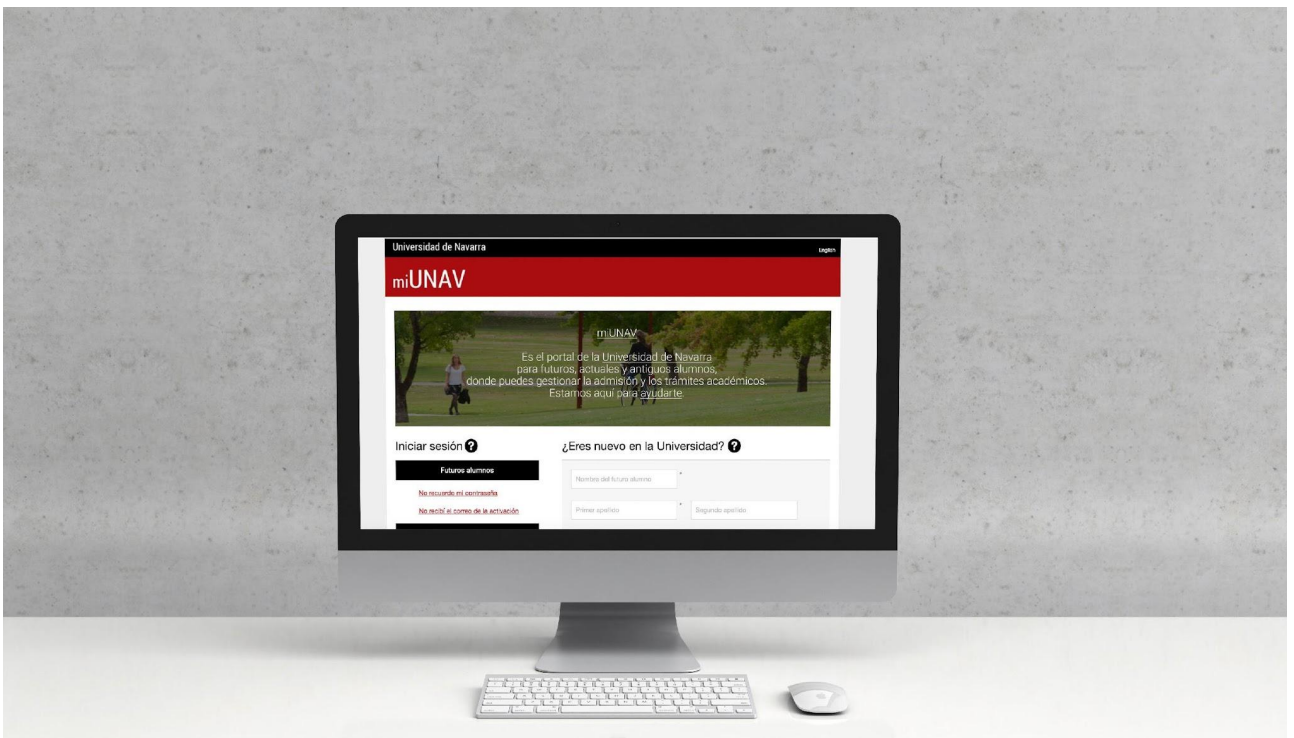 Universidad de Navarra
English
miUNAV
miUNAV
Es el portal de la Universidad de Navarra
para futuros, actuales y antiguos alumnos,
donde puedes gestionar la admisión y los trámites académicos.
Estamos aquí para ayudarte.
Iniciar sesión ?
¿Eres nuevo en la Universidad? ?
Futuros alumnos
No recuerdo mi contraseña
No recibí el correo de la activación
Nombre del futuro alumno *
Primer apellido *
Segundo apellido